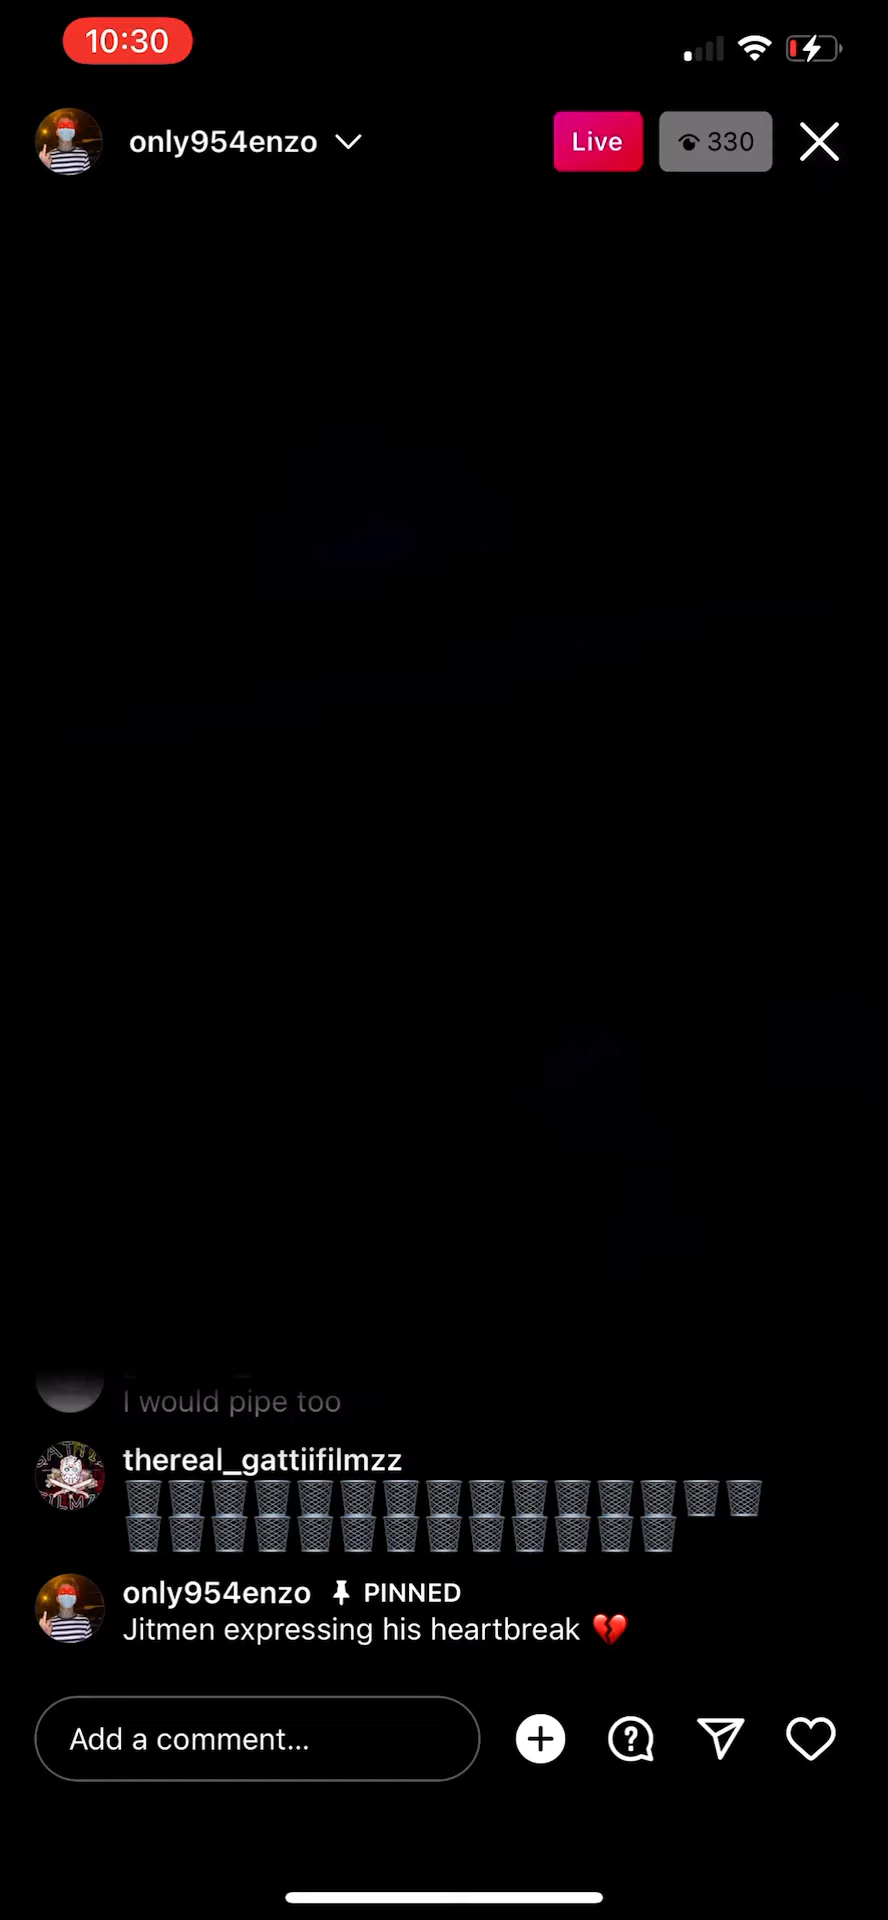 10:30
only954enzo
Live
330
I would pipe too
thereal_gattiifilmzz
only954enzo PINNED
Jitmen expressing his heartbreak 💔
Add a comment...